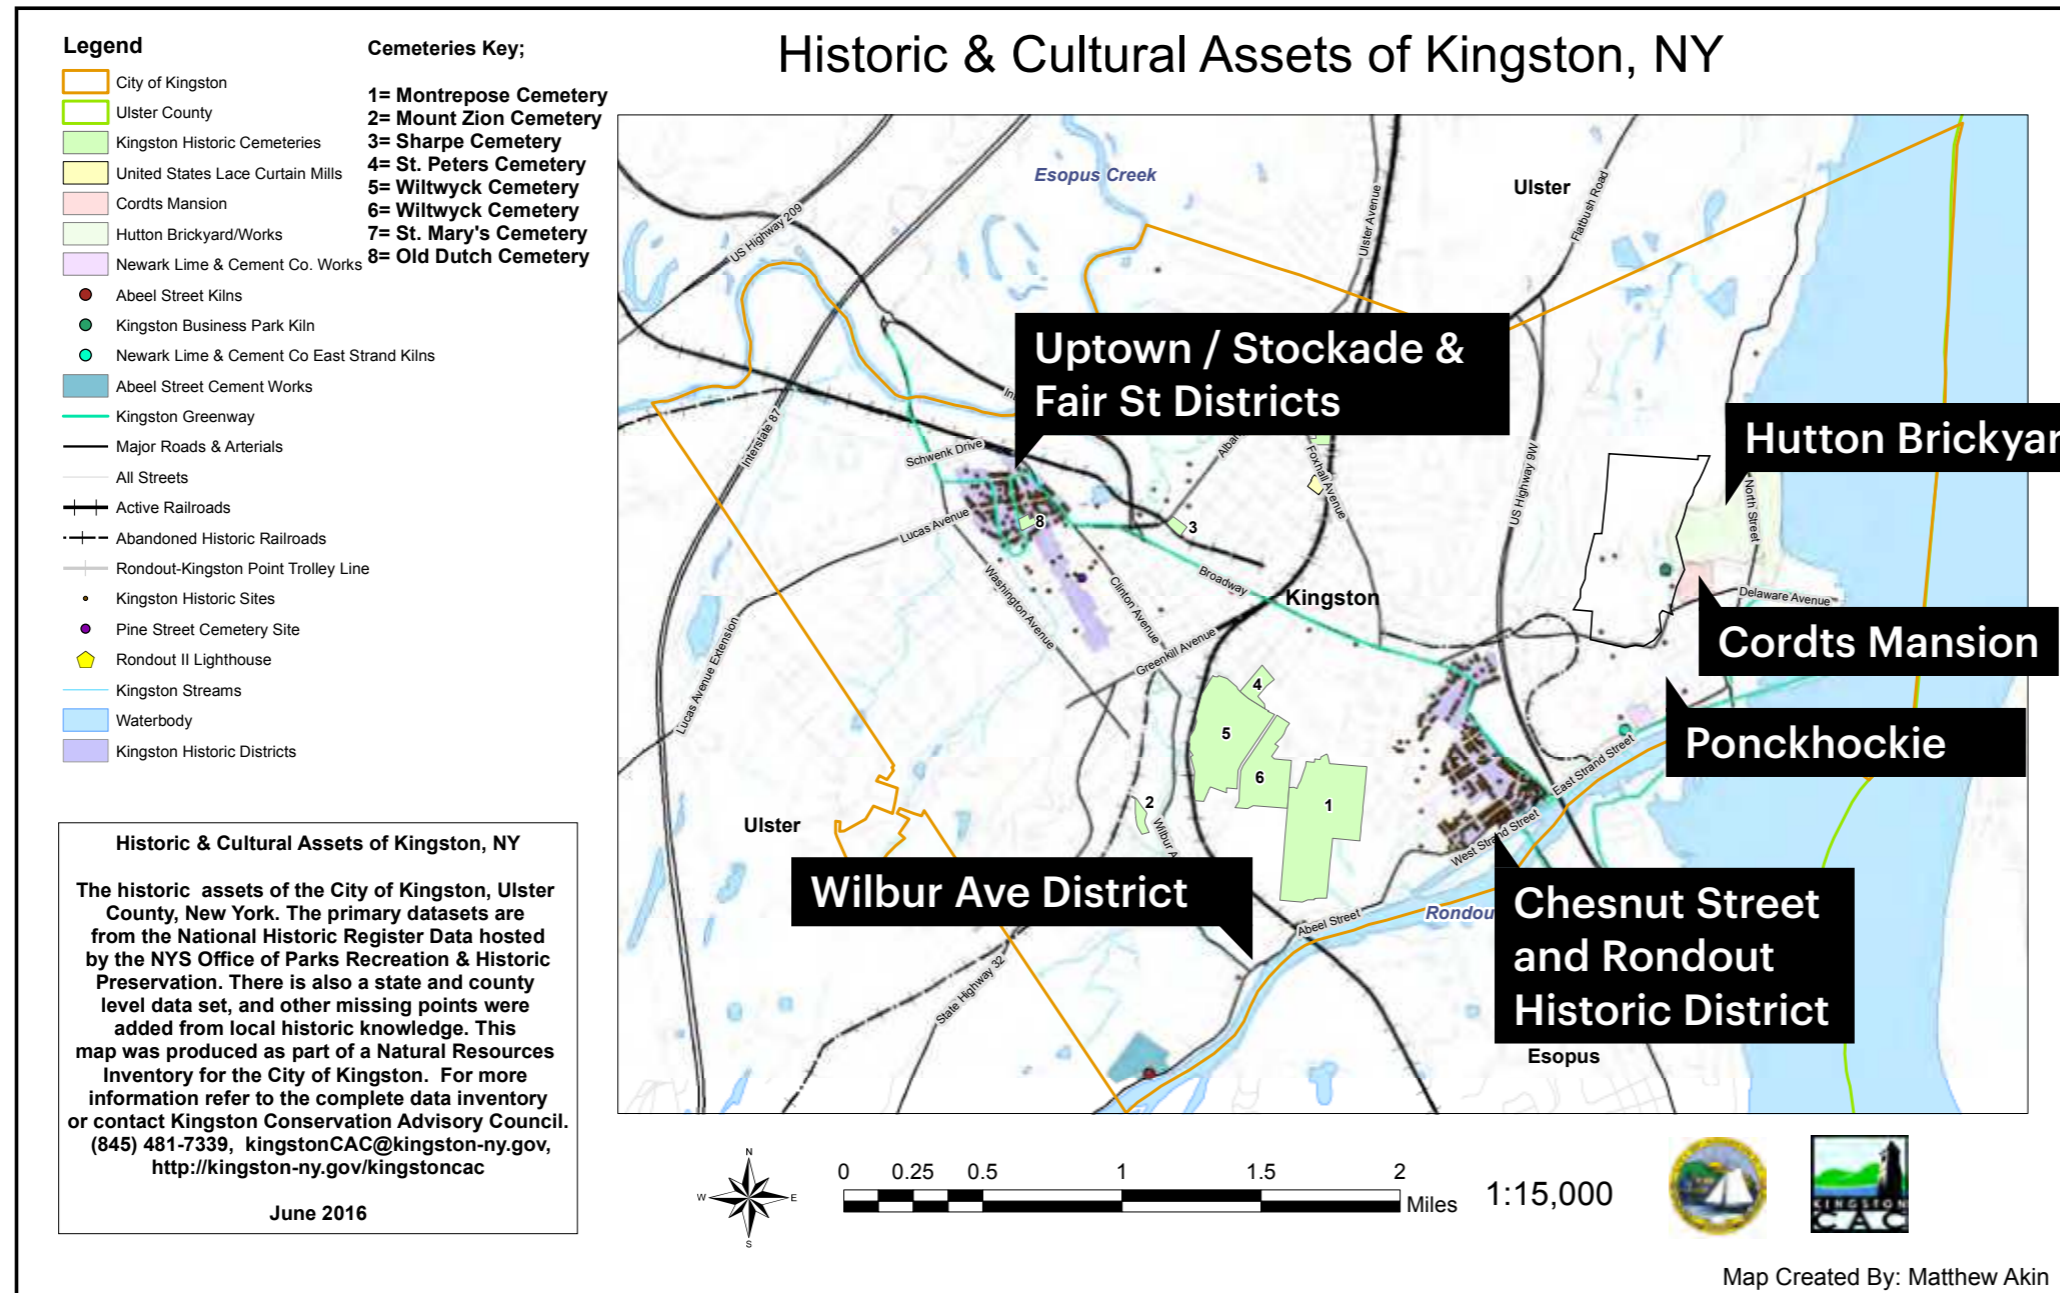 Historic & Cultural Assets of Kingston, NY
Legend
City of Kingston
Ulster County
Kingston Historic Cemeteries
United States Lace Curtain Mills
Cordts Mansion
Hutton Brickyard/Works
Newark Lime & Cement Co. Works
Abeel Street Kilns
Kingston Business Park Kiln
Newark Lime & Cement Co East Strand Kilns
Abeel Street Cement Works
Kingston Greenway
Major Roads & Arterials
All Streets
Active Railroads
Abandoned Historic Railroads
Rondout-Kingston Point Trolley Line
Kingston Historic Sites
Pine Street Cemetery Site
Rondout II Lighthouse
Kingston Streams
Waterbody
Kingston Historic Districts
Cemeteries Key;
1= Montrepose Cemetery
2= Mount Zion Cemetery
3= Sharpe Cemetery
4= St. Peters Cemetery
5= Wiltwyck Cemetery
6= Wiltwyck Cemetery
7= St. Mary's Cemetery
8= Old Dutch Cemetery
Historic & Cultural Assets of Kingston, NY
The historic assets of the City of Kingston, Ulster
County, New York. The primary datasets are
from the National Historic Register Data hosted
by the NYS Office of Parks Recreation & Historic
Preservation. There is also a state and county
level data set, and other missing points were
added from local historic knowledge. This
map was produced as part of a Natural Resources
Inventory for the City of Kingston. For more
information refer to the complete data inventory
or contact Kingston Conservation Advisory Council.
(845) 481-7339, kingstonCAC@kingston-ny.gov,
http://kingston-ny.gov/kingstoncac
June 2016
Esopus Creek
Ulster
US Highway 209
Ulster Avenue
Flatbush Road
Uptown / Stockade &
Fair St Districts
Hutton Brickyar
Interstate 87
Schwenk Drive
Foxhall Avenue
US Highway 9W
North Street
Lucas Avenue
8
3
Washington Avenue
Clinton Avenue
Broadway
Kingston
Delaware Avenue
Cordts Mansion
Lucas Avenue Extension
Greenkill Avenue
4
5
6
1
2
Ponckhockie
East Strand Street
West Strand Street
Ulster
Wilbur A
Wilbur Ave District
Abeel Street
Rondou
Chesnut Street
and Rondout
Historic District
State Highway 32
Esopus
N
W
E
S
0 0.25 0.5 1 1.5 2
Miles
1:15,000
KINGSTON
CAC
Map Created By: Matthew Akin